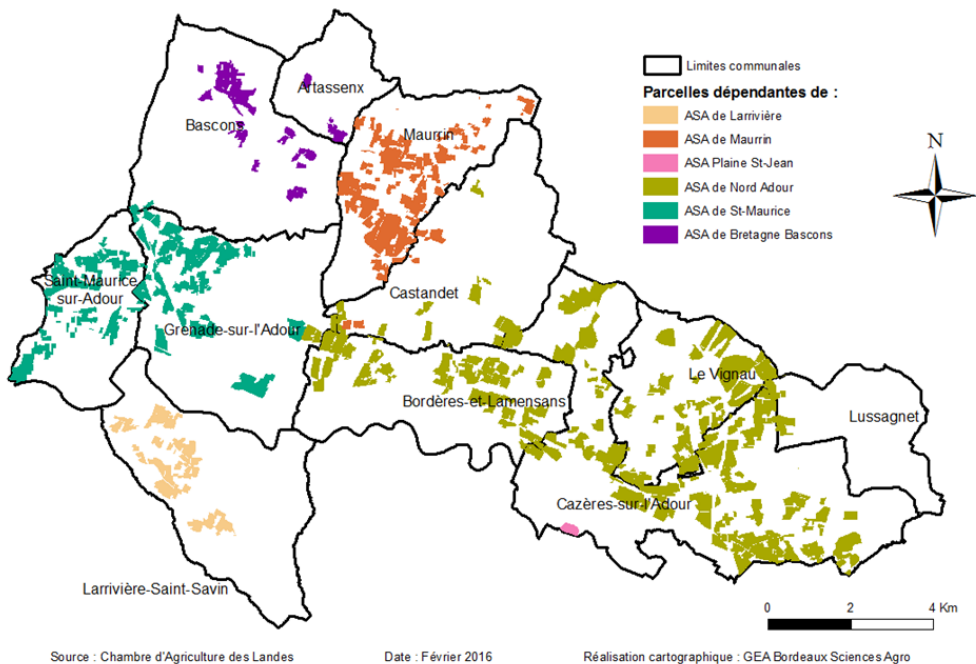 Limites communales
Parcelles dépendantes de :
ASA de Larrivière
ASA de Maurrin
ASA Plaine St-Jean
ASA de Nord Adour
ASA de St-Maurice
ASA de Bretagne Bascons
N
Artassenx
Bascons
Maurrin
Saint-Maurice
sur-Adour
Castandet
Grenade-sur-l'Adour
Le Vignau
Bordères-et-Lamensans
Lussagnet
Cazères-sur-l'Adour
Larrivière-Saint-Savin
0 2 4 Km
Source : Chambre d'Agriculture des Landes Date : Février 2016 Réalisation cartographique : GEA Bordeaux Sciences Agro